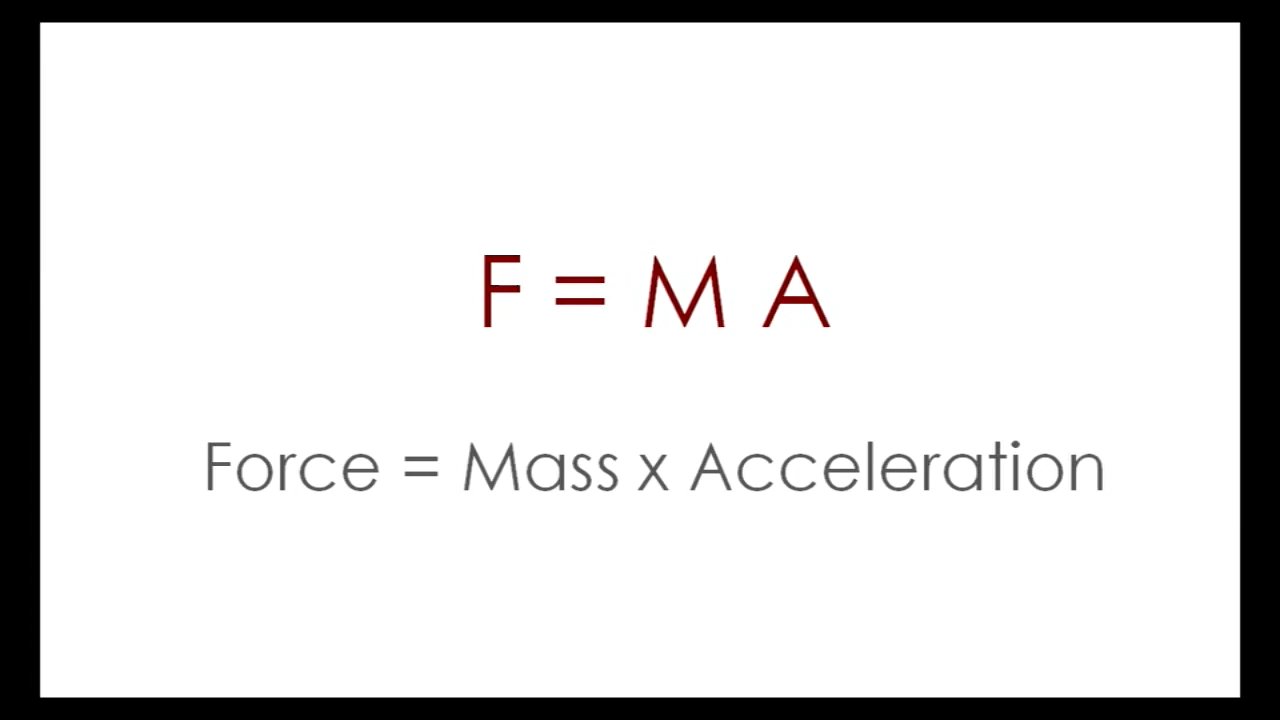 F = M A
Force = Mass x Acceleration